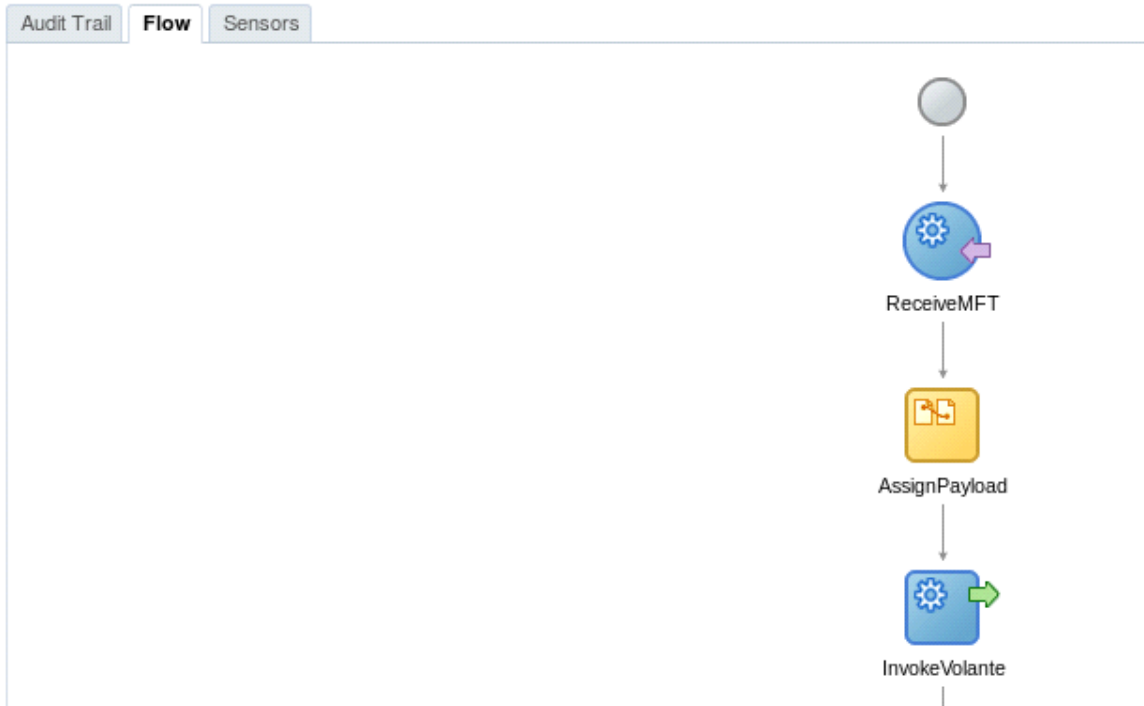 Audit Trail
Flow
Sensors
ReceiveMFT
AssignPayload
InvokeVolante